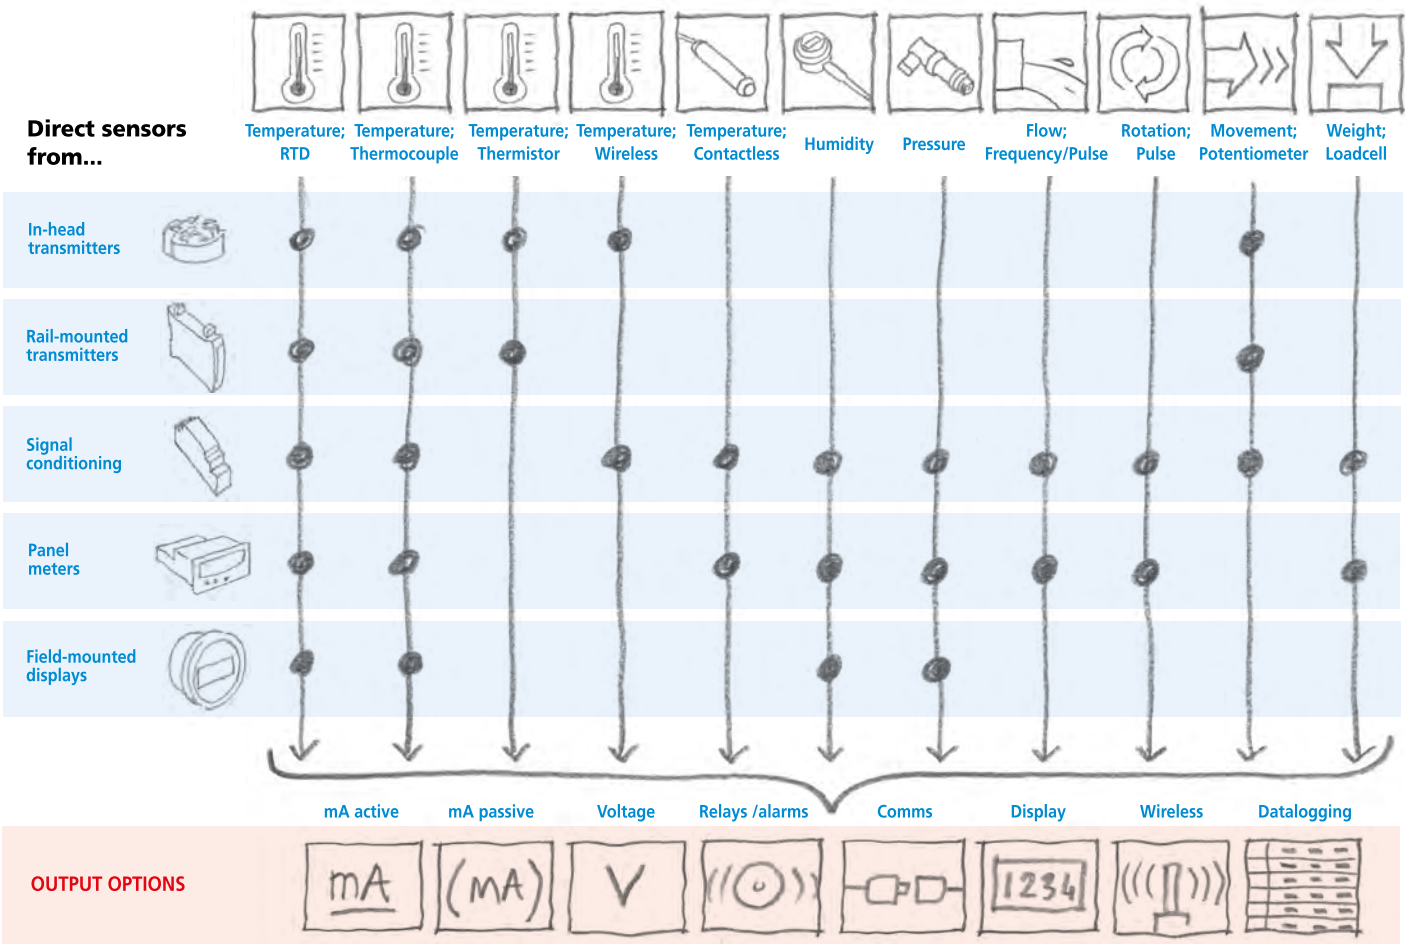 Direct sensors
from...
Temperature;
RTD
Temperature;
Thermocouple
Temperature;
Thermistor
Temperature;
Wireless
Temperature;
Contactless
Humidity
Pressure
Flow;
Frequency/Pulse
Rotation;
Pulse
Movement;
Potentiometer
Weight;
Loadcell
In-head
transmitters
Rail-mounted
transmitters
Signal
conditioning
Panel
meters
Field-mounted
displays
mA active
mA passive
Voltage
Relays /alarms
Comms
Display
Wireless
Datalogging
OUTPUT OPTIONS
mA
(mA)
V
1234